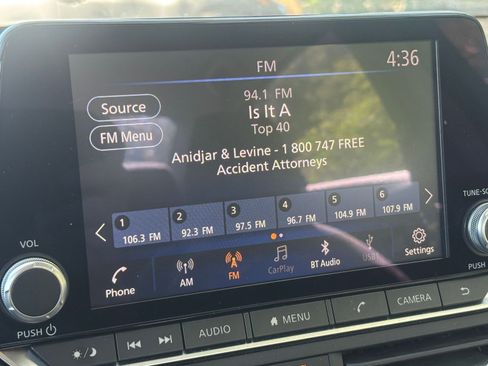 FM
4:36
Source
FM Menu
94.1 FM
Is It A
Top 40
Anidjar & Levine - 1 800 747 FREE
Accident Attorneys
1
106.3 FM
2
92.3 FM
3
97.5 FM
4
96.7 FM
5
104.9 FM
6
107.9 FM
Phone
AM
FM
CarPlay
BT Audio
USB1
Settings
VOL
PUSH
TUNE-SC
PUSH
AUDIO
MENU
CAMERA